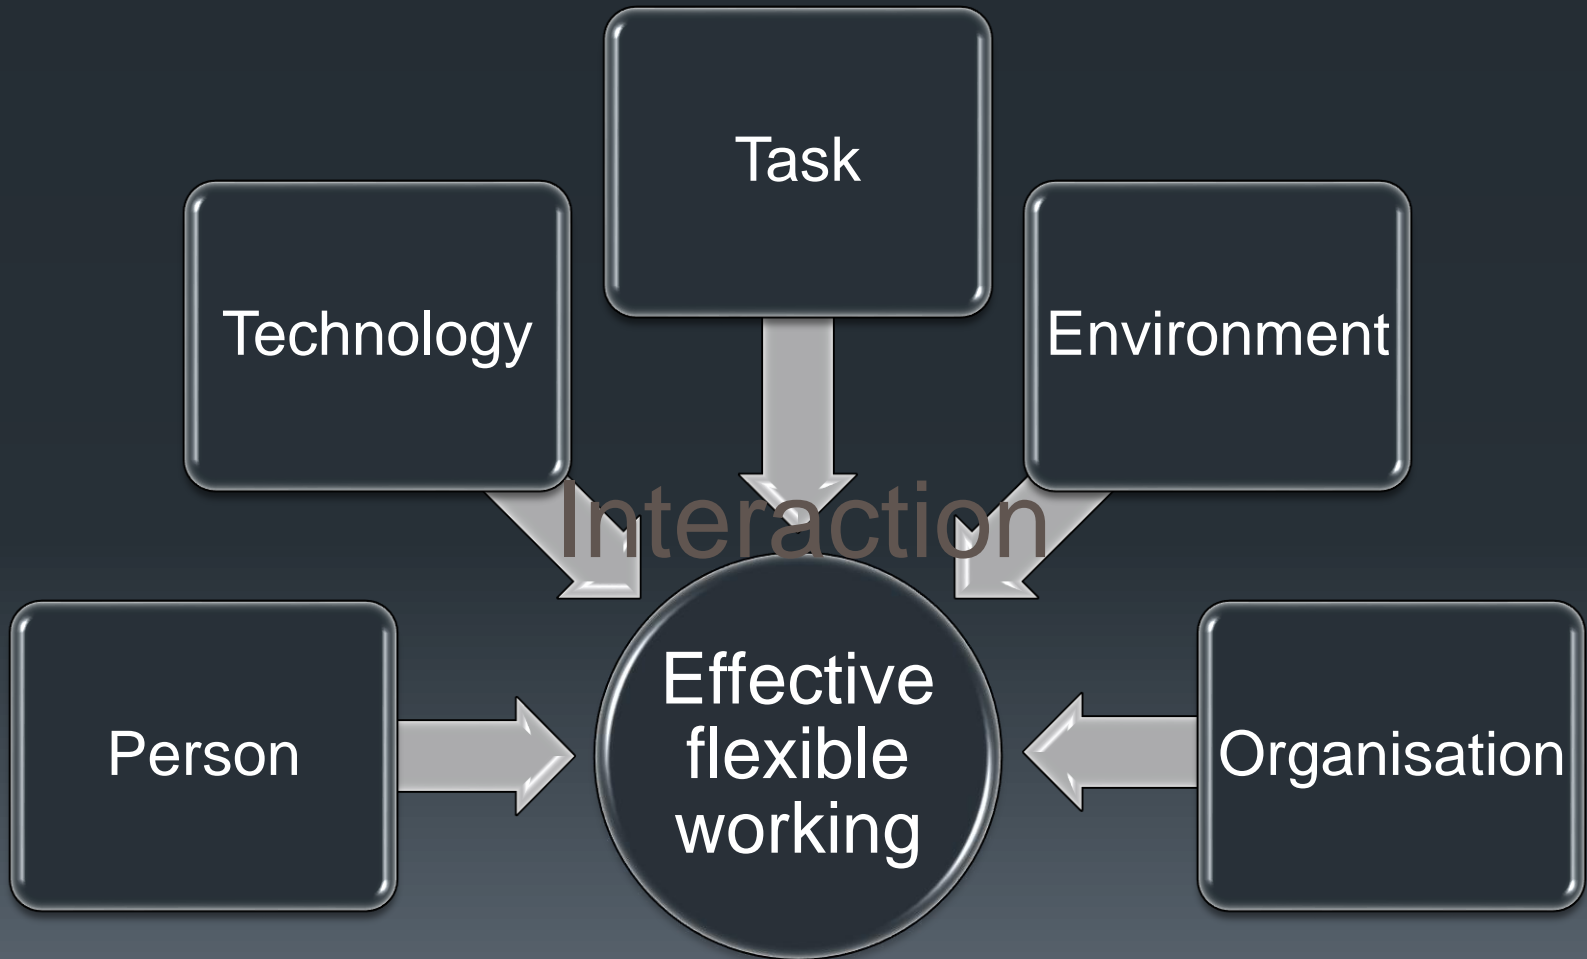 Task
Technology
Environment
Interaction
Person
Effective
flexible
working
Organisation